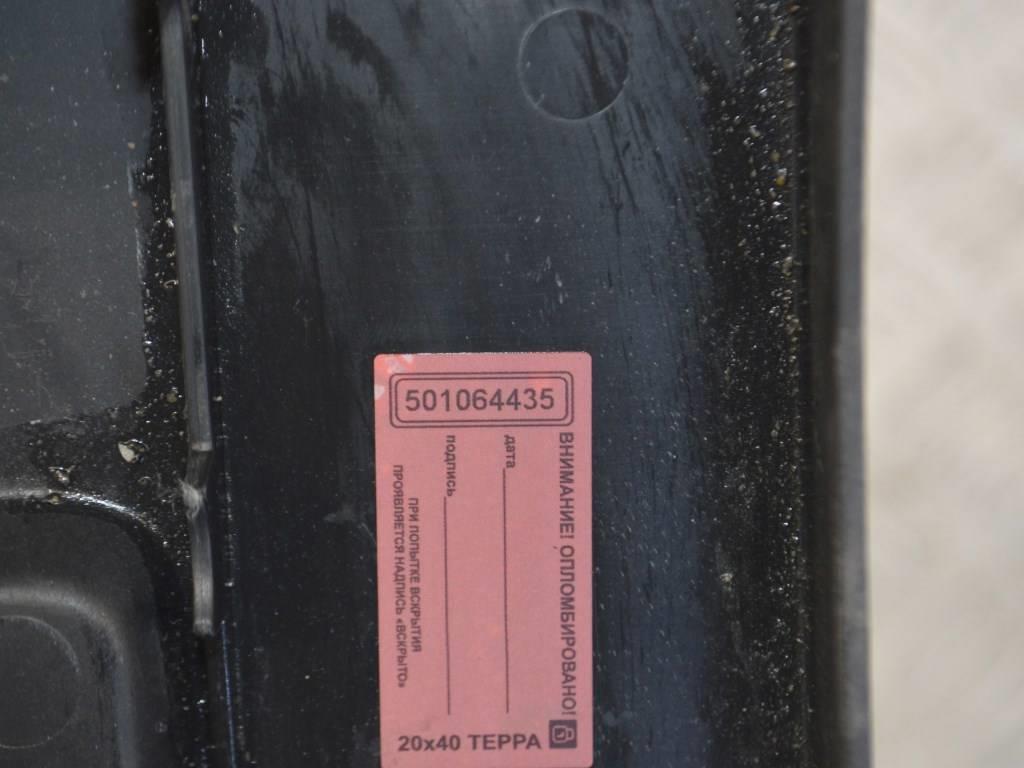 501064435
ВНИМАНИЕ! ОПЛОМБИРОВАНО!
дата
подпись
ПРИ ПОПЫТКЕ ВСКРЫТИЯ
ПРОЯВЛЯЕТСЯ НАДПИСЬ «ВСКРЫТО»
20x40 ТЕРРА